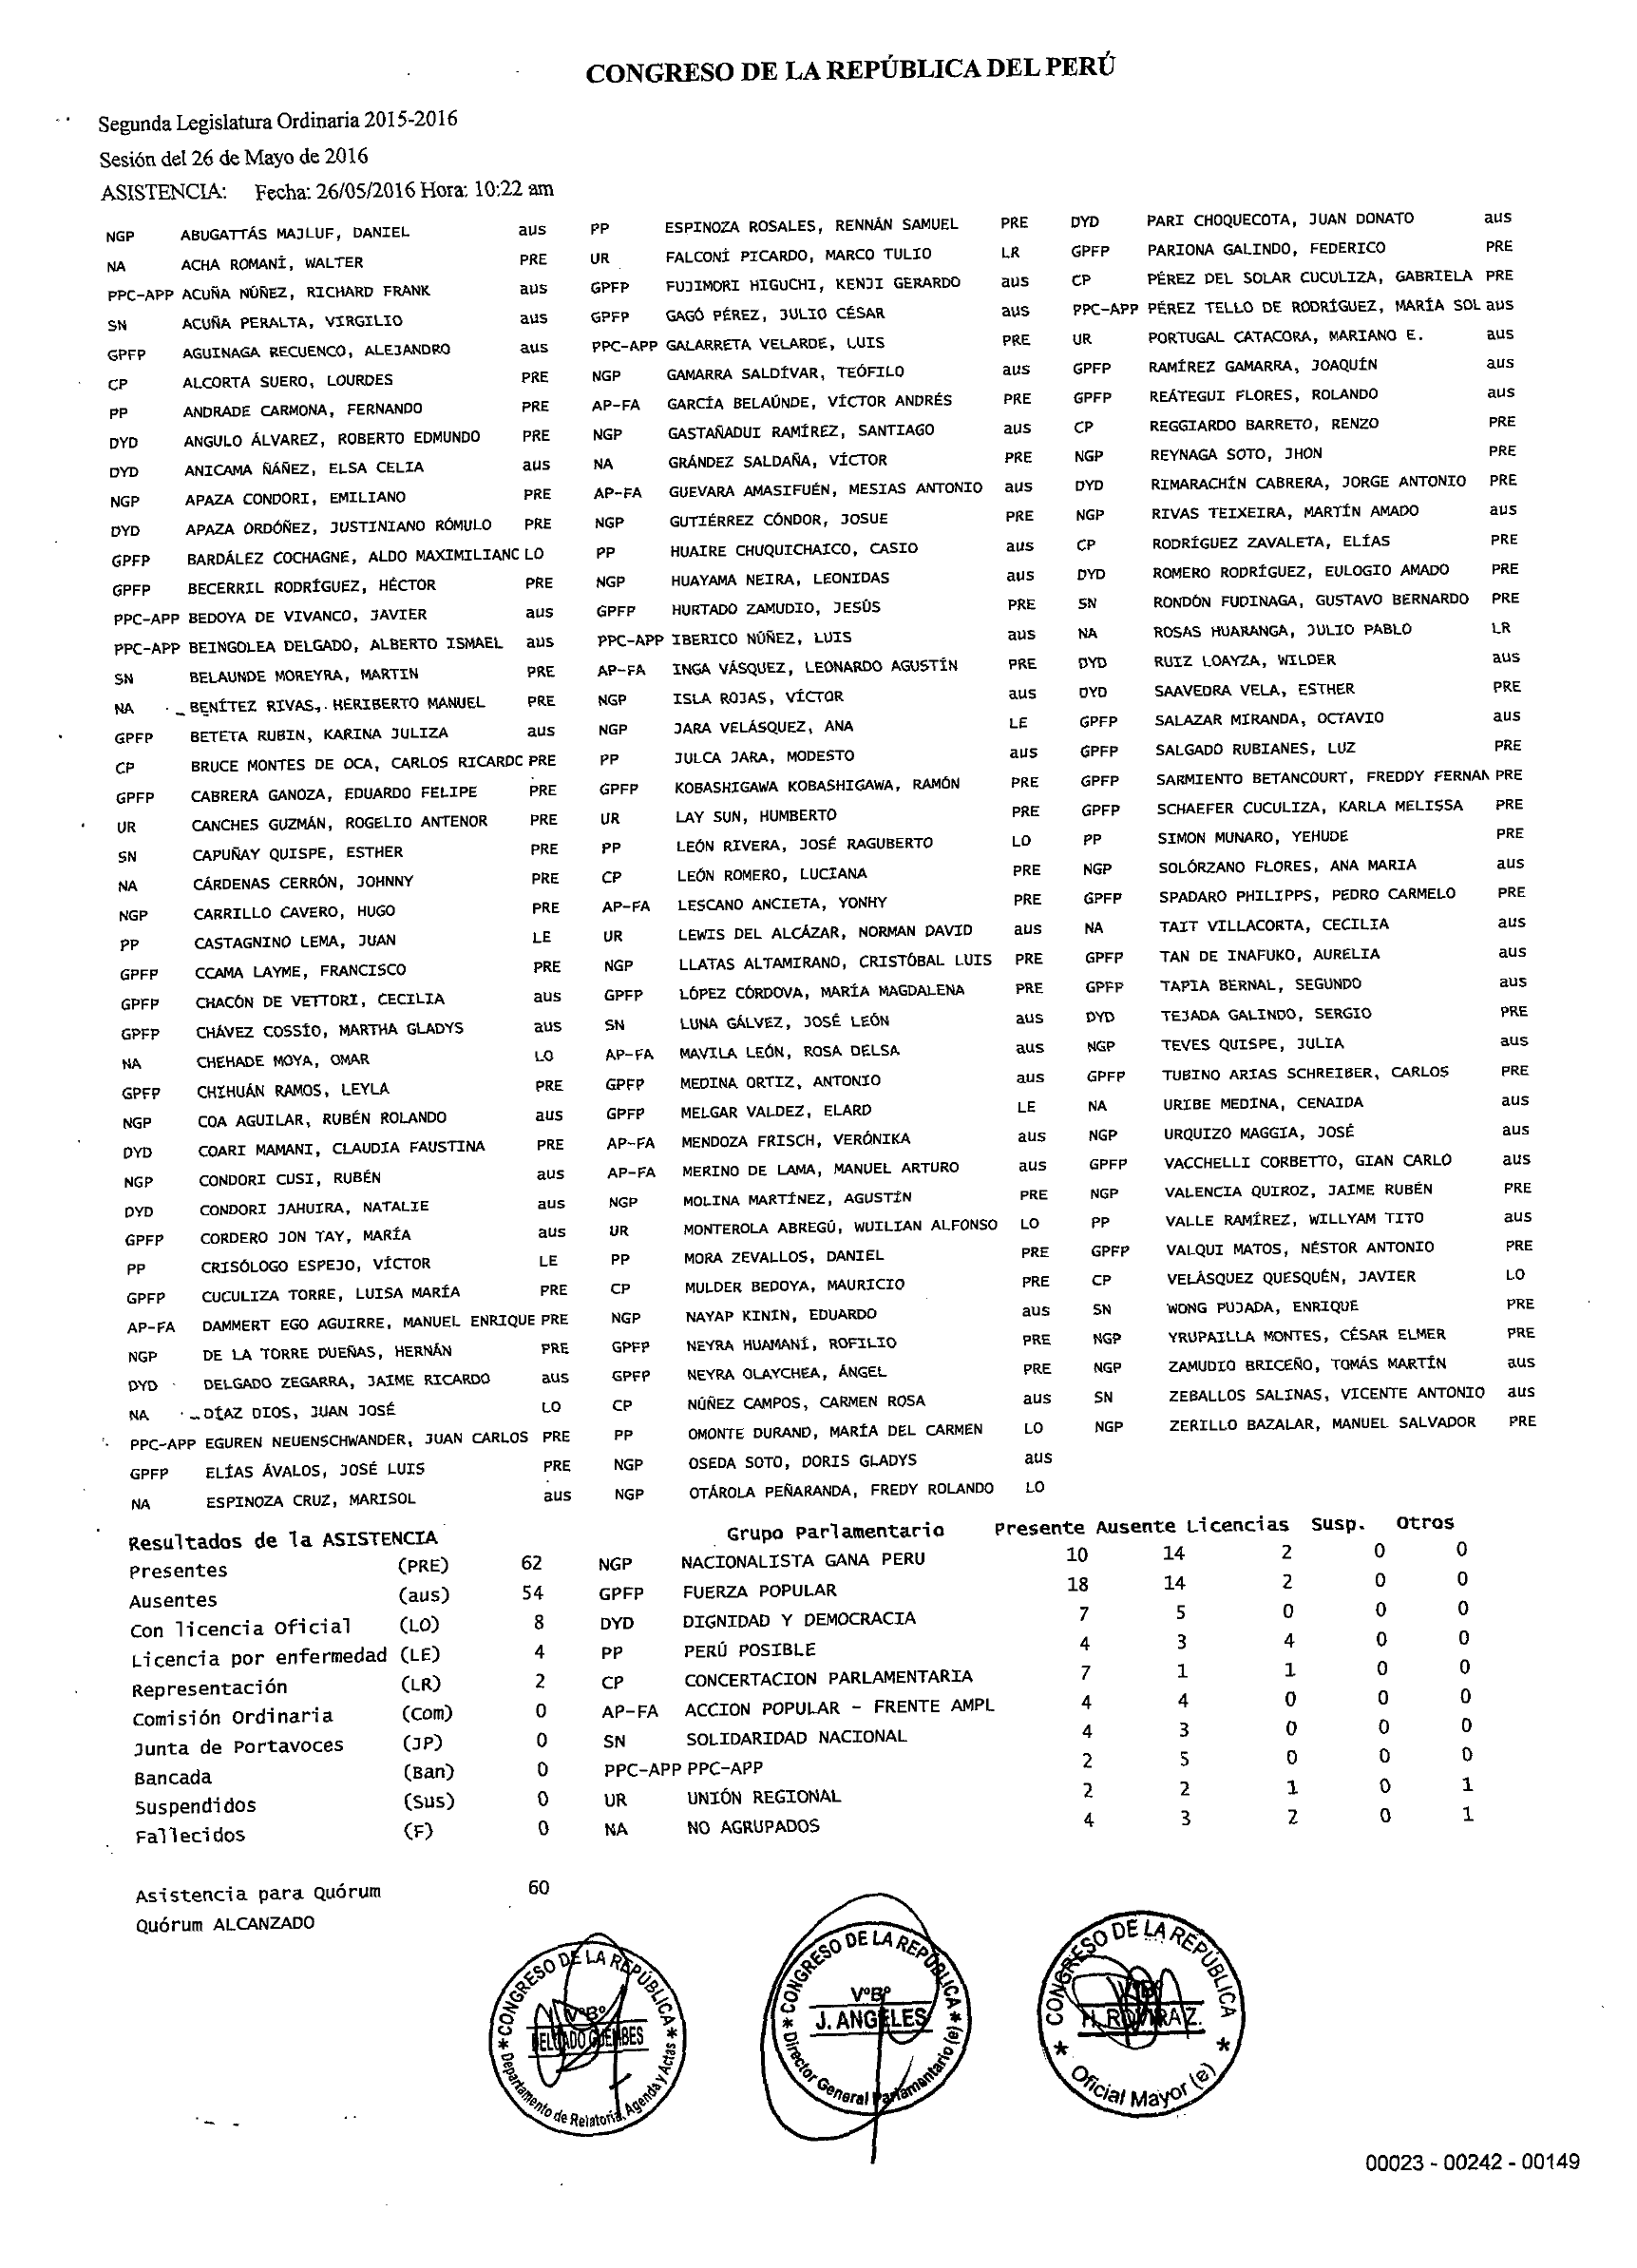 CONGRESO DE LA REPÚBLICA DEL PERÚ
Segunda Legislatura Ordinaria 2015-2016
Sesión del 26 de Mayo de 2016
ASISTENCIA: Fecha: 26/05/2016 Hora: 10:22 am
NGP ABUGATTÁS MAJLUF, DANIEL aus
NA ACHA ROMANÍ, WALTER PRE
PPC-APP ACUÑA NÚÑEZ, RICHARD FRANK aus
SN ACUÑA PERALTA, VIRGILIO aus
GPFP AGUINAGA RECUENCO, ALEJANDRO aus
CP ALCORTA SUERO, LOURDES PRE
PP ANDRADE CARMONA, FERNANDO PRE
DYD ANGULO ÁLVAREZ, ROBERTO EDMUNDO PRE
DYD ANICAMA ÑÁÑEZ, ELSA CELIA aus
NGP APAZA CONDORI, EMILIANO PRE
DYD APAZA ORDÓÑEZ, JUSTINIANO RÓMULO PRE
GPFP BARDÁLEZ COCHAGNE, ALDO MAXIMILIANC LO
GPFP BECERRIL RODRÍGUEZ, HÉCTOR PRE
PPC-APP BEDOYA DE VIVANCO, JAVIER aus
PPC-APP BEINGOLEA DELGADO, ALBERTO ISMAEL aus
SN BELAUNDE MOREYRA, MARTIN PRE
NA BENÍTEZ RIVAS, HERIBERTO MANUEL PRE
GPFP BETETA RUBIN, KARINA JULIZA aus
CP BRUCE MONTES DE OCA, CARLOS RICARDC PRE
GPFP CABRERA GANOZA, EDUARDO FELIPE PRE
UR CANCHES GUZMÁN, ROGELIO ANTENOR PRE
SN CAPUÑAY QUISPE, ESTHER PRE
NA CÁRDENAS CERRÓN, JOHNNY PRE
NGP CARRILLO CAVERO, HUGO PRE
PP CASTAGNINO LEMA, JUAN LE
GPFP CCAMA LAYME, FRANCISCO PRE
GPFP CHACÓN DE VETTORI, CECILIA aus
GPFP CHÁVEZ COSSÍO, MARTHA GLADYS aus
NA CHEHADE MOYA, OMAR LO
GPFP CHIHUÁN RAMOS, LEYLA PRE
NGP COA AGUILAR, RUBÉN ROLANDO aus
DYD COARI MAMANI, CLAUDIA FAUSTINA PRE
NGP CONDORI CUSI, RUBÉN aus
DYD CONDORI JAHUIRA, NATALIE aus
GPFP CORDERO JON TAY, MARÍA aus
PP CRISÓLOGO ESPEJO, VÍCTOR LE
GPFP CUCULIZA TORRE, LUISA MARÍA PRE
AP-FA DAMMERT EGO AGUIRRE, MANUEL ENRIQUE PRE
NGP DE LA TORRE DUEÑAS, HERNÁN PRE
DYD DELGADO ZEGARRA, JAIME RICARDO aus
NA DÍAZ DIOS, JUAN JOSÉ LO
PPC-APP EGUREN NEUENSCHWANDER, JUAN CARLOS PRE
GPFP ELÍAS ÁVALOS, JOSÉ LUIS PRE
NA ESPINOZA CRUZ, MARISOL aus
PP ESPINOZA ROSALES, RENNÁN SAMUEL PRE
UR FALCONÍ PICARDO, MARCO TULIO LR
GPFP FUJIMORI HIGUCHI, KENJI GERARDO aus
GPFP GAGÓ PÉREZ, JULIO CÉSAR aus
PPC-APP GALARRETA VELARDE, LUIS PRE
NGP GAMARRA SALDÍVAR, TEÓFILO aus
AP-FA GARCÍA BELAÚNDE, VÍCTOR ANDRÉS PRE
NGP GASTAÑADUI RAMÍREZ, SANTIAGO aus
NA GRÁNDEZ SALDAÑA, VÍCTOR PRE
AP-FA GUEVARA AMASIFUÉN, MESIAS ANTONIO aus
NGP GUTIÉRREZ CÓNDOR, JOSUE PRE
PP HUAIRE CHUQUICHAICO, CASIO aus
NGP HUAYAMA NEIRA, LEONIDAS aus
GPFP HURTADO ZAMUDIO, JESÚS PRE
PPC-APP IBERICO NÚÑEZ, LUIS aus
AP-FA INGA VÁSQUEZ, LEONARDO AGUSTÍN PRE
NGP ISLA ROJAS, VÍCTOR aus
NGP JARA VELÁSQUEZ, ANA LE
PP JULCA JARA, MODESTO aus
GPFP KOBASHIGAWA KOBASHIGAWA, RAMÓN PRE
UR LAY SUN, HUMBERTO PRE
PP LEÓN RIVERA, JOSÉ RAGUBERTO LO
CP LEÓN ROMERO, LUCIANA PRE
AP-FA LESCANO ANCIETA, YONHY PRE
UR LEWIS DEL ALCÁZAR, NORMAN DAVID aus
NGP LLATAS ALTAMIRANO, CRISTÓBAL LUIS PRE
GPFP LÓPEZ CÓRDOVA, MARÍA MAGDALENA PRE
SN LUNA GÁLVEZ, JOSÉ LEÓN aus
AP-FA MAVILA LEÓN, ROSA DELSA aus
GPFP MEDINA ORTIZ, ANTONIO aus
GPFP MELGAR VALDEZ, ELARD LE
AP-FA MENDOZA FRISCH, VERÓNIKA aus
AP-FA MERINO DE LAMA, MANUEL ARTURO aus
NGP MOLINA MARTÍNEZ, AGUSTÍN PRE
UR MONTEROLA ABREGÚ, WUILIAN ALFONSO LO
PP MORA ZEVALLOS, DANIEL PRE
CP MULDER BEDOYA, MAURICIO PRE
NGP NAYAP KININ, EDUARDO aus
GPFP NEYRA HUAMANÍ, ROFILIO PRE
GPFP NEYRA OLAYCHEA, ÁNGEL PRE
CP NÚÑEZ CAMPOS, CARMEN ROSA aus
PP OMONTE DURAND, MARÍA DEL CARMEN LO
NGP OSEDA SOTO, DORIS GLADYS aus
NGP OTÁROLA PEÑARANDA, FREDY ROLANDO LO
DYD PARI CHOQUECOTA, JUAN DONATO aus
GPFP PARIONA GALINDO, FEDERICO PRE
CP PÉREZ DEL SOLAR CUCULIZA, GABRIELA PRE
PPC-APP PÉREZ TELLO DE RODRÍGUEZ, MARÍA SOL aus
UR PORTUGAL CATACORA, MARIANO E. aus
GPFP RAMÍREZ GAMARRA, JOAQUÍN aus
GPFP REÁTEGUI FLORES, ROLANDO aus
CP REGGIARDO BARRETO, RENZO PRE
NGP REYNAGA SOTO, JHON PRE
DYD RIMARACHÍN CABRERA, JORGE ANTONIO PRE
NGP RIVAS TEIXEIRA, MARTÍN AMADO aus
CP RODRÍGUEZ ZAVALETA, ELÍAS PRE
DYD ROMERO RODRÍGUEZ, EULOGIO AMADO PRE
SN RONDÓN FUDINAGA, GUSTAVO BERNARDO PRE
NA ROSAS HUARANGA, JULIO PABLO LR
DYD RUIZ LOAYZA, WILDER aus
DYD SAAVEDRA VELA, ESTHER PRE
GPFP SALAZAR MIRANDA, OCTAVIO aus
GPFP SALGADO RUBIANES, LUZ PRE
GPFP SARMIENTO BETANCOURT, FREDDY FERNAN PRE
GPFP SCHAEFER CUCULIZA, KARLA MELISSA PRE
PP SIMON MUNARO, YEHUDE PRE
NGP SOLÓRZANO FLORES, ANA MARIA aus
GPFP SPADARO PHILIPPS, PEDRO CARMELO PRE
NA TAIT VILLACORTA, CECILIA aus
GPFP TAN DE INAFUKO, AURELIA aus
GPFP TAPIA BERNAL, SEGUNDO aus
DYD TEJADA GALINDO, SERGIO PRE
NGP TEVES QUISPE, JULIA aus
GPFP TUBINO ARIAS SCHREIBER, CARLOS PRE
NA URIBE MEDINA, CENAIDA aus
NGP URQUIZO MAGGIA, JOSÉ aus
GPFP VACCHELLI CORBETTO, GIAN CARLO aus
NGP VALENCIA QUIROZ, JAIME RUBÉN PRE
PP VALLE RAMÍREZ, WILLYAM TITO aus
GPFP VALQUI MATOS, NÉSTOR ANTONIO PRE
CP VELÁSQUEZ QUESQUÉN, JAVIER LO
SN WONG PUJADA, ENRIQUE PRE
NGP YRUPAILLA MONTES, CÉSAR ELMER PRE
NGP ZAMUDIO BRICEÑO, TOMÁS MARTÍN aus
SN ZEBALLOS SALINAS, VICENTE ANTONIO aus
NGP ZERILLO BAZALAR, MANUEL SALVADOR PRE
Resultados de la ASISTENCIA
Presentes (PRE) 62
Ausentes (aus) 54
Con licencia Oficial (LO) 8
Licencia por enfermedad (LE) 4
Representación (LR) 2
Comisión Ordinaria (Com) 0
Junta de Portavoces (JP) 0
Bancada (Ban) 0
Suspendidos (Sus) 0
Fallecidos (F) 0
Grupo Parlamentario Presente Ausente Licencias Susp. Otros
NGP NACIONALISTA GANA PERU 10 14 2 0 0
GPFP FUERZA POPULAR 18 14 2 0 0
DYD DIGNIDAD Y DEMOCRACIA 7 5 0 0 0
PP PERÚ POSIBLE 4 3 4 0 0
CP CONCERTACION PARLAMENTARIA 7 1 1 0 0
AP-FA ACCION POPULAR - FRENTE AMPL 4 4 0 0 0
SN SOLIDARIDAD NACIONAL 4 3 0 0 0
PPC-APP PPC-APP 2 5 0 0 0
UR UNIÓN REGIONAL 2 2 1 0 1
NA NO AGRUPADOS 4 3 2 0 1
Asistencia para Quórum 60
Quórum ALCANZADO
CONGRESO DE LA REPÚBLICA
VºBº
Departamento de Relatoria, Agenda y Actas
CONGRESO DE LA REPÚBLICA
VºBº
J. ANGELES
Director General Parlamentario (e)
CONGRESO DE LA REPÚBLICA
VºBº
Oficial Mayor (e)
00023 - 00242 - 00149